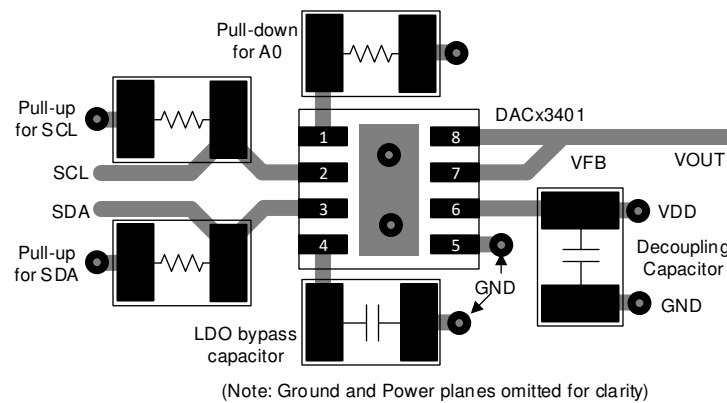 Pull-down
for A0
Pull-up
for SCL
DACx3401
1
8
VFB
VOUT
SCL
2
7
SDA
3
6
VDD
Pull-up
for SDA
4
5
Decoupling
Capacitor
GND
GND
LDO bypass
capacitor
(Note: Ground and Power planes omitted for clarity)